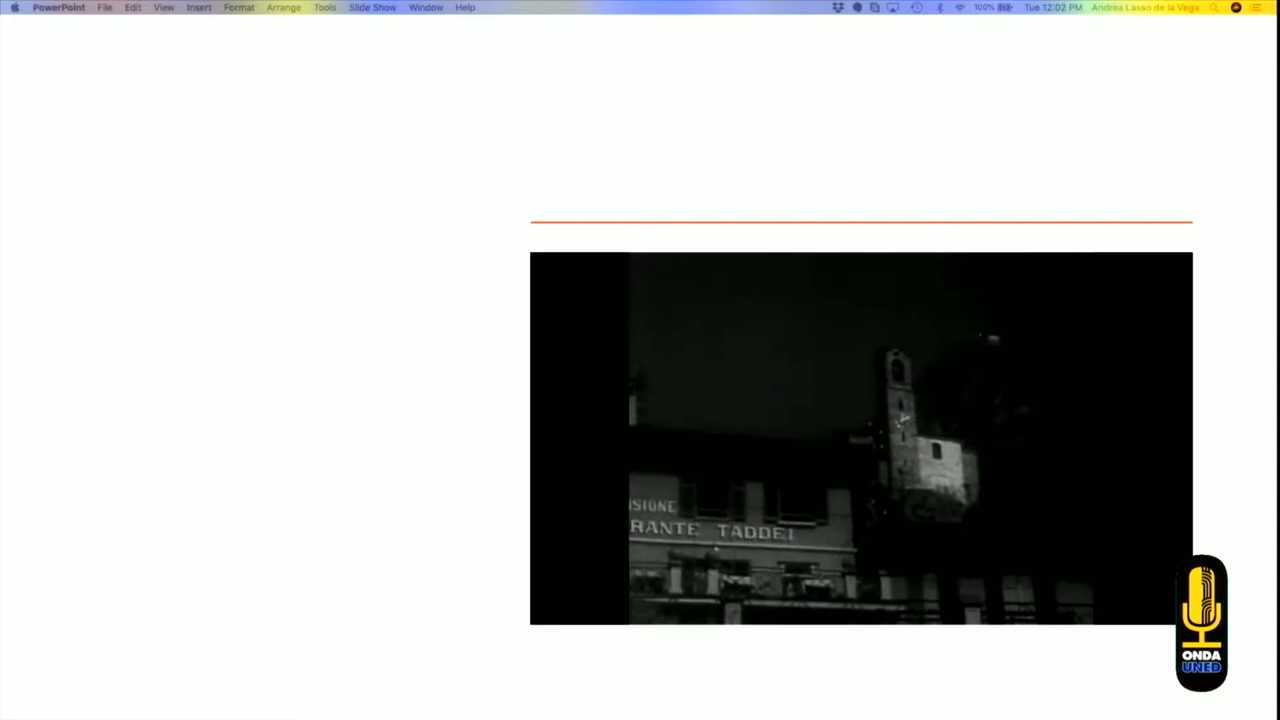 PowerPoint File Edit View Insert Format Arrange Tools Slide Show Window Help 100% Tue 12:02 PM Andrea Lasso de la Vega
SIONE
RANTE TADDEI
ONDA
UNED